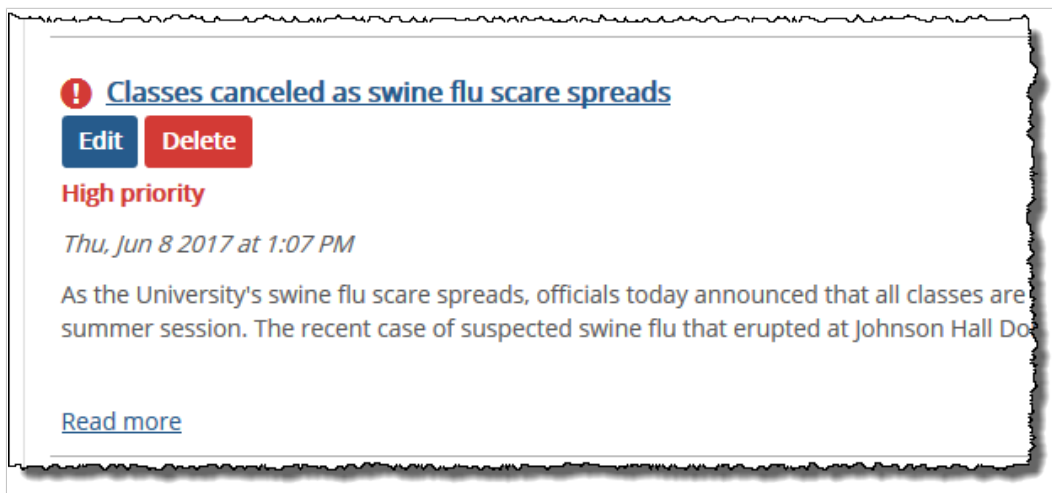 Classes canceled as swine flu scare spreads
Edit Delete
High priority
Thu, Jun 8 2017 at 1:07 PM
As the University's swine flu scare spreads, officials today announced that all classes are
summer session. The recent case of suspected swine flu that erupted at Johnson Hall
Read more